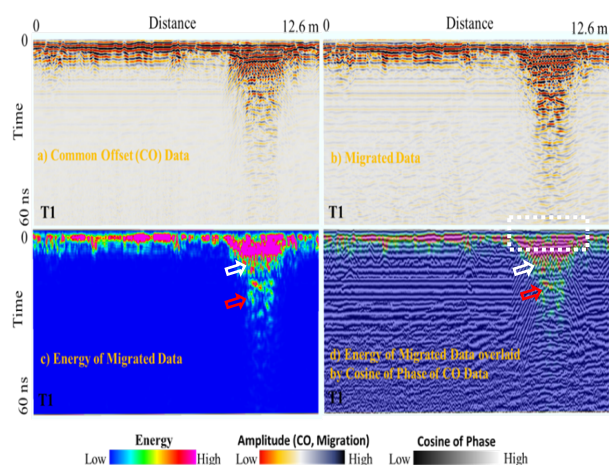 0 Distance 12.6 m 0 Distance 12.6 m
0
Time
60 ns
a) Common Offset (CO) Data
T1
b) Migrated Data
T1
0
Time
60 ns
c) Energy of Migrated Data
T1
d) Energy of Migrated Data overlaid
by Cosine of Phase of CO Data
T1
Energy Amplitude (CO, Migration) Cosine of Phase
Low High Low High Low High